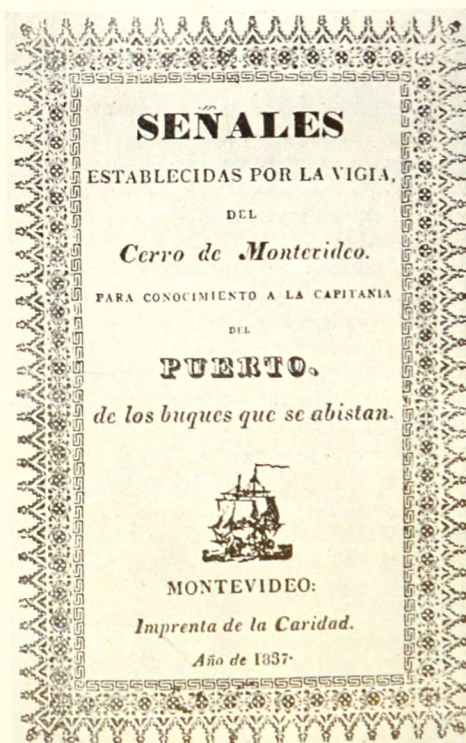 SEÑALES
ESTABLECIDAS POR LA VIGIA,
DEL
Cerro de Montevideo.
PARA CONOCIMIENTO A LA CAPITANIA
DEL
PUERTO.
de los buques que se abistan.
MONTEVIDEO:
Imprenta de la Caridad.
Año de 1837.